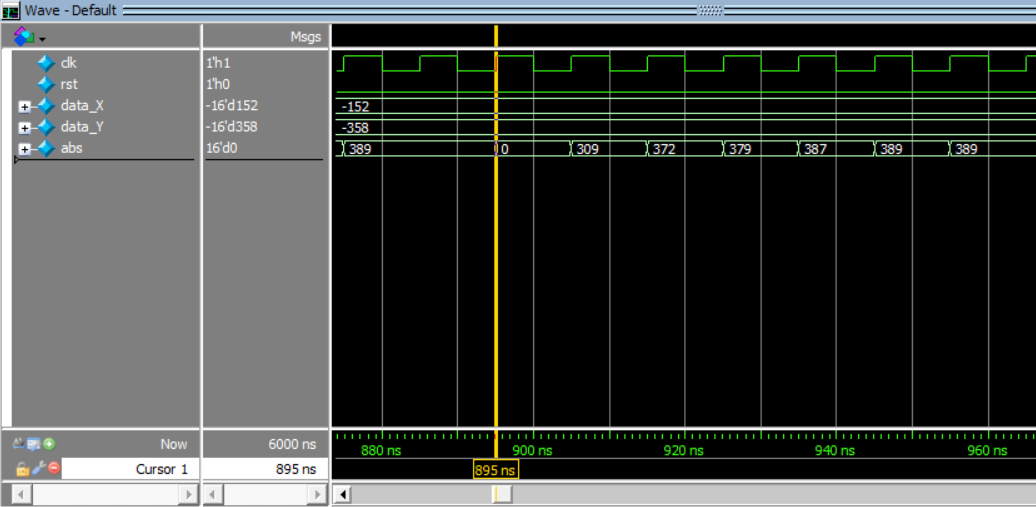 Wave - Default
Msgs
clk 1'h1
rst 1'h0
data_X -16'd152 -152
data_Y -16'd358 -358
abs 16'd0 389 0 309 372 379 387 389 389
Now 6000 ns 880 ns 900 ns 920 ns 940 ns 960 ns
Cursor 1 895 ns 895 ns